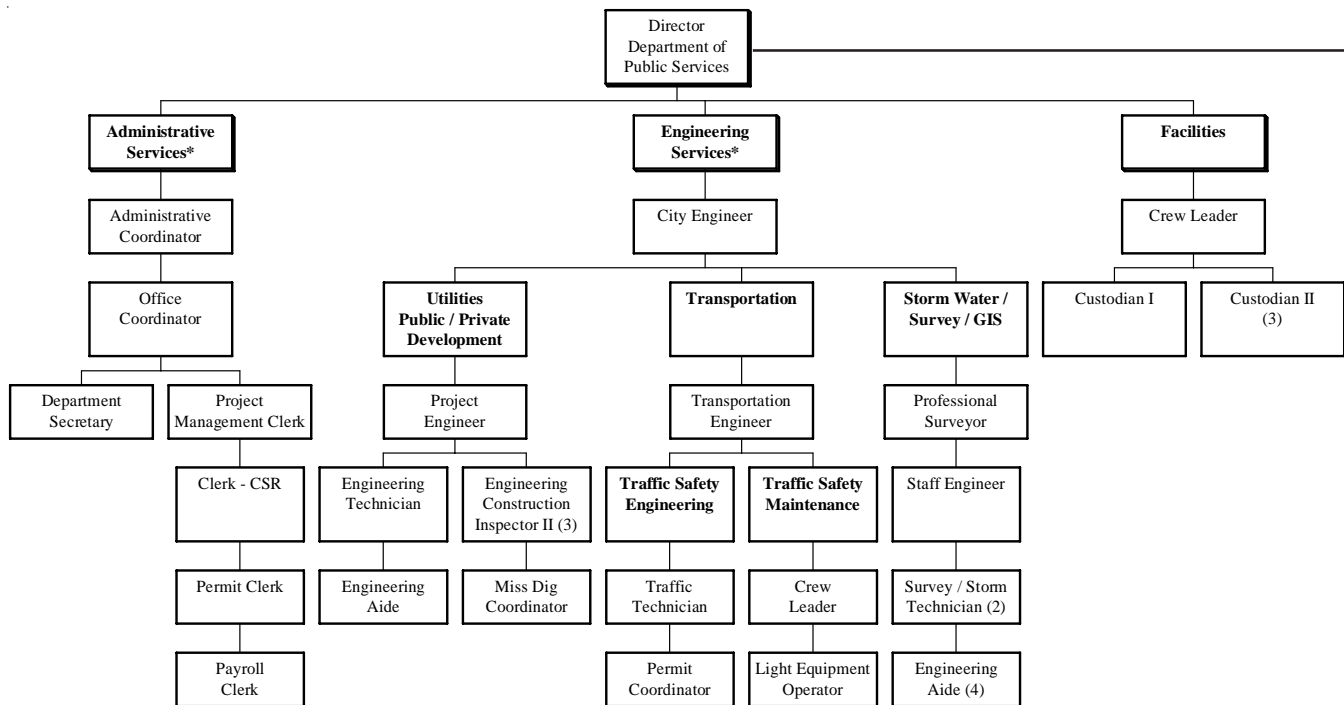 Director
Department of
Public Services
Administrative
Services*
Engineering
Services*
Facilities
Administrative
Coordinator
City Engineer
Crew Leader
Office
Coordinator
Utilities
Public / Private
Development
Transportation
Storm Water /
Survey / GIS
Custodian I
Custodian II
(3)
Department
Secretary
Project
Management Clerk
Project
Engineer
Transportation
Engineer
Professional
Surveyor
Clerk - CSR
Engineering
Technician
Engineering
Construction
Inspector II (3)
Traffic Safety
Engineering
Traffic Safety
Maintenance
Staff Engineer
Permit Clerk
Engineering
Aide
Miss Dig
Coordinator
Traffic
Technician
Crew
Leader
Survey / Storm
Technician (2)
Payroll
Clerk
Permit
Coordinator
Light Equipment
Operator
Engineering
Aide (4)